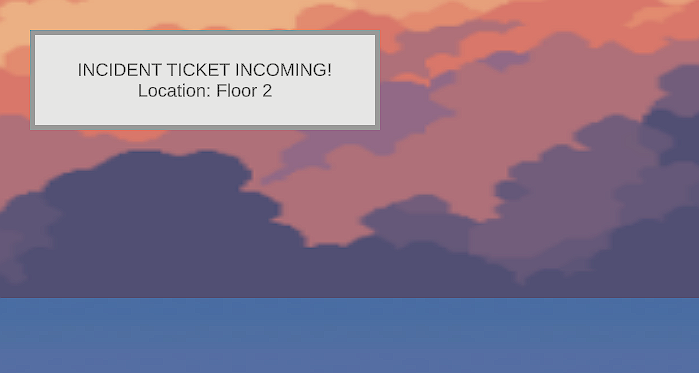 INCIDENT TICKET INCOMING!
Location: Floor 2